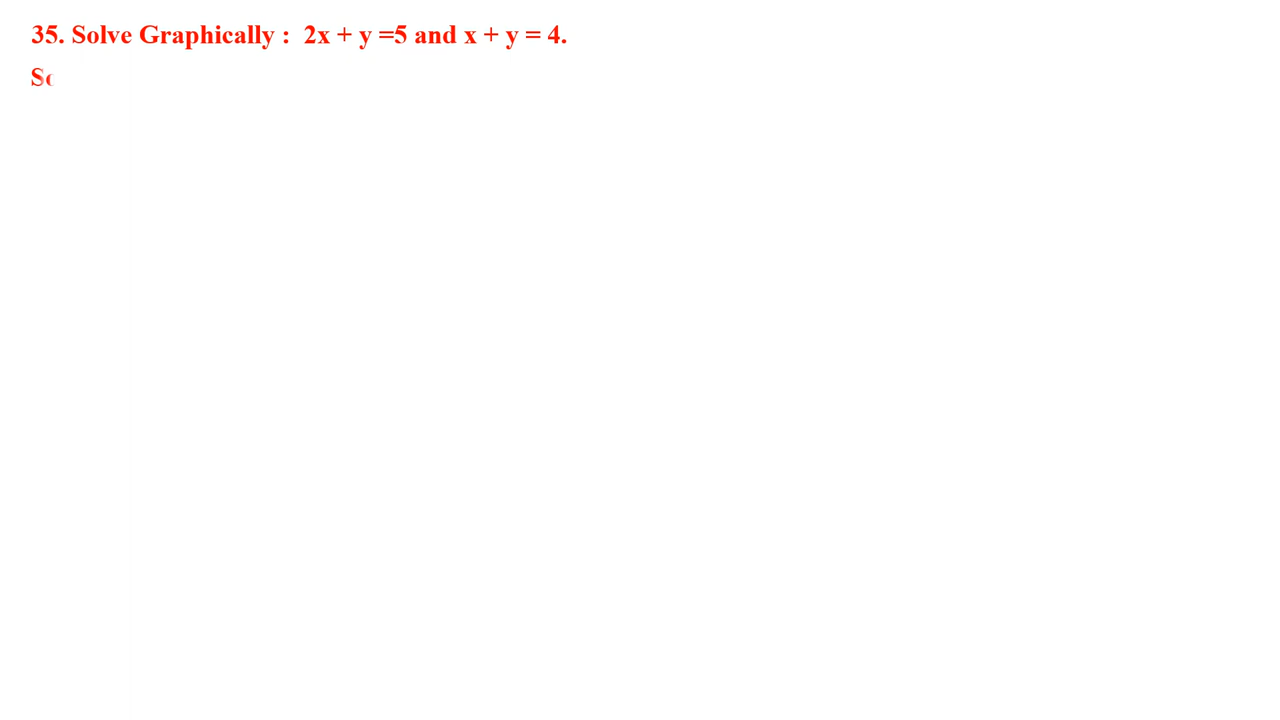 35. Solve Graphically :  2x + y =5 and x + y = 4.